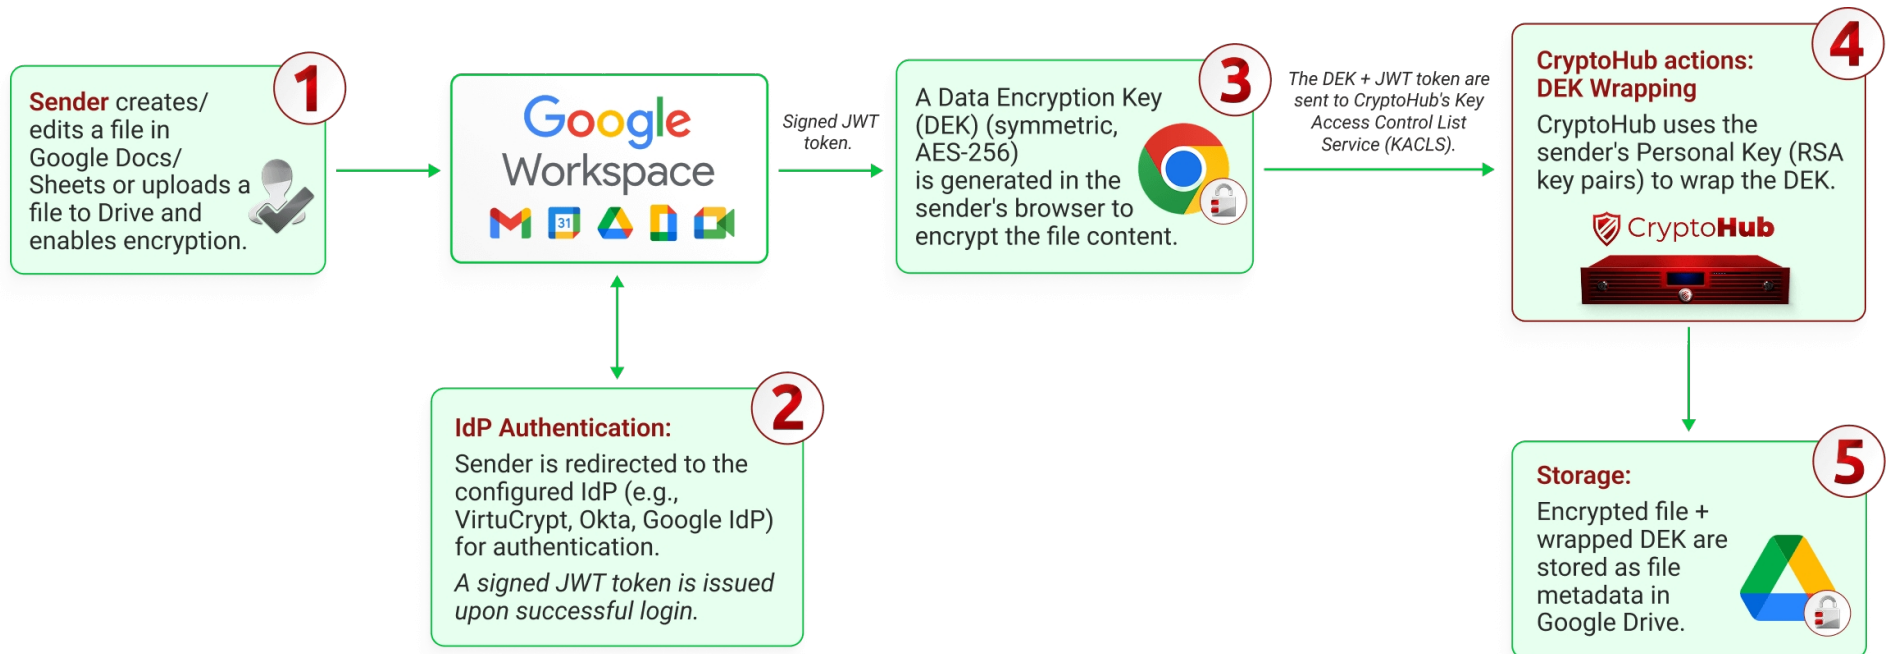 1
Sender creates/
edits a file in
Google Docs/
Sheets or uploads a
file to Drive and
enables encryption.
Google
Workspace
31
2
IdP Authentication:
Sender is redirected to the
configured IdP (e.g.,
VirtuCrypt, Okta, Google IdP)
for authentication.
A signed JWT token is issued
upon successful login.
Signed JWT
token.
3
A Data Encryption Key
(DEK) (symmetric,
AES-256)
is generated in the
sender's browser to
encrypt the file content.
The DEK + JWT token are
sent to CryptoHub's Key
Access Control List
Service (KACLS).
4
CryptoHub actions:
DEK Wrapping
CryptoHub uses the
sender's Personal Key (RSA
key pairs) to wrap the DEK.
CryptoHub
5
Storage:
Encrypted file +
wrapped DEK are
stored as file
metadata in
Google Drive.